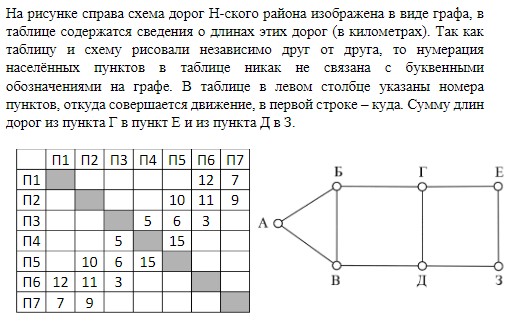 На рисунке справа схема дорог Н-ского района изображена в виде графа, в
таблице содержатся сведения о длинах этих дорог (в километрах). Так как
таблицу и схему рисовали независимо друг от друга, то нумерация
населённых пунктов в таблице никак не связана с буквенными
обозначениями на графе. В таблице в левом столбце указаны номера
пунктов, откуда совершается движение, в первой строке – куда. Сумму длин
дорог из пункта Г в пункт Е и из пункта Д в З.
П1 П2 П3 П4 П5 П6 П7
П1 12 7
П2 10 11 9
П3 5 6 3
П4 5 15
П5 10 6 15
П6 12 11 3
П7 7 9
Б Г Е
А
В Д З